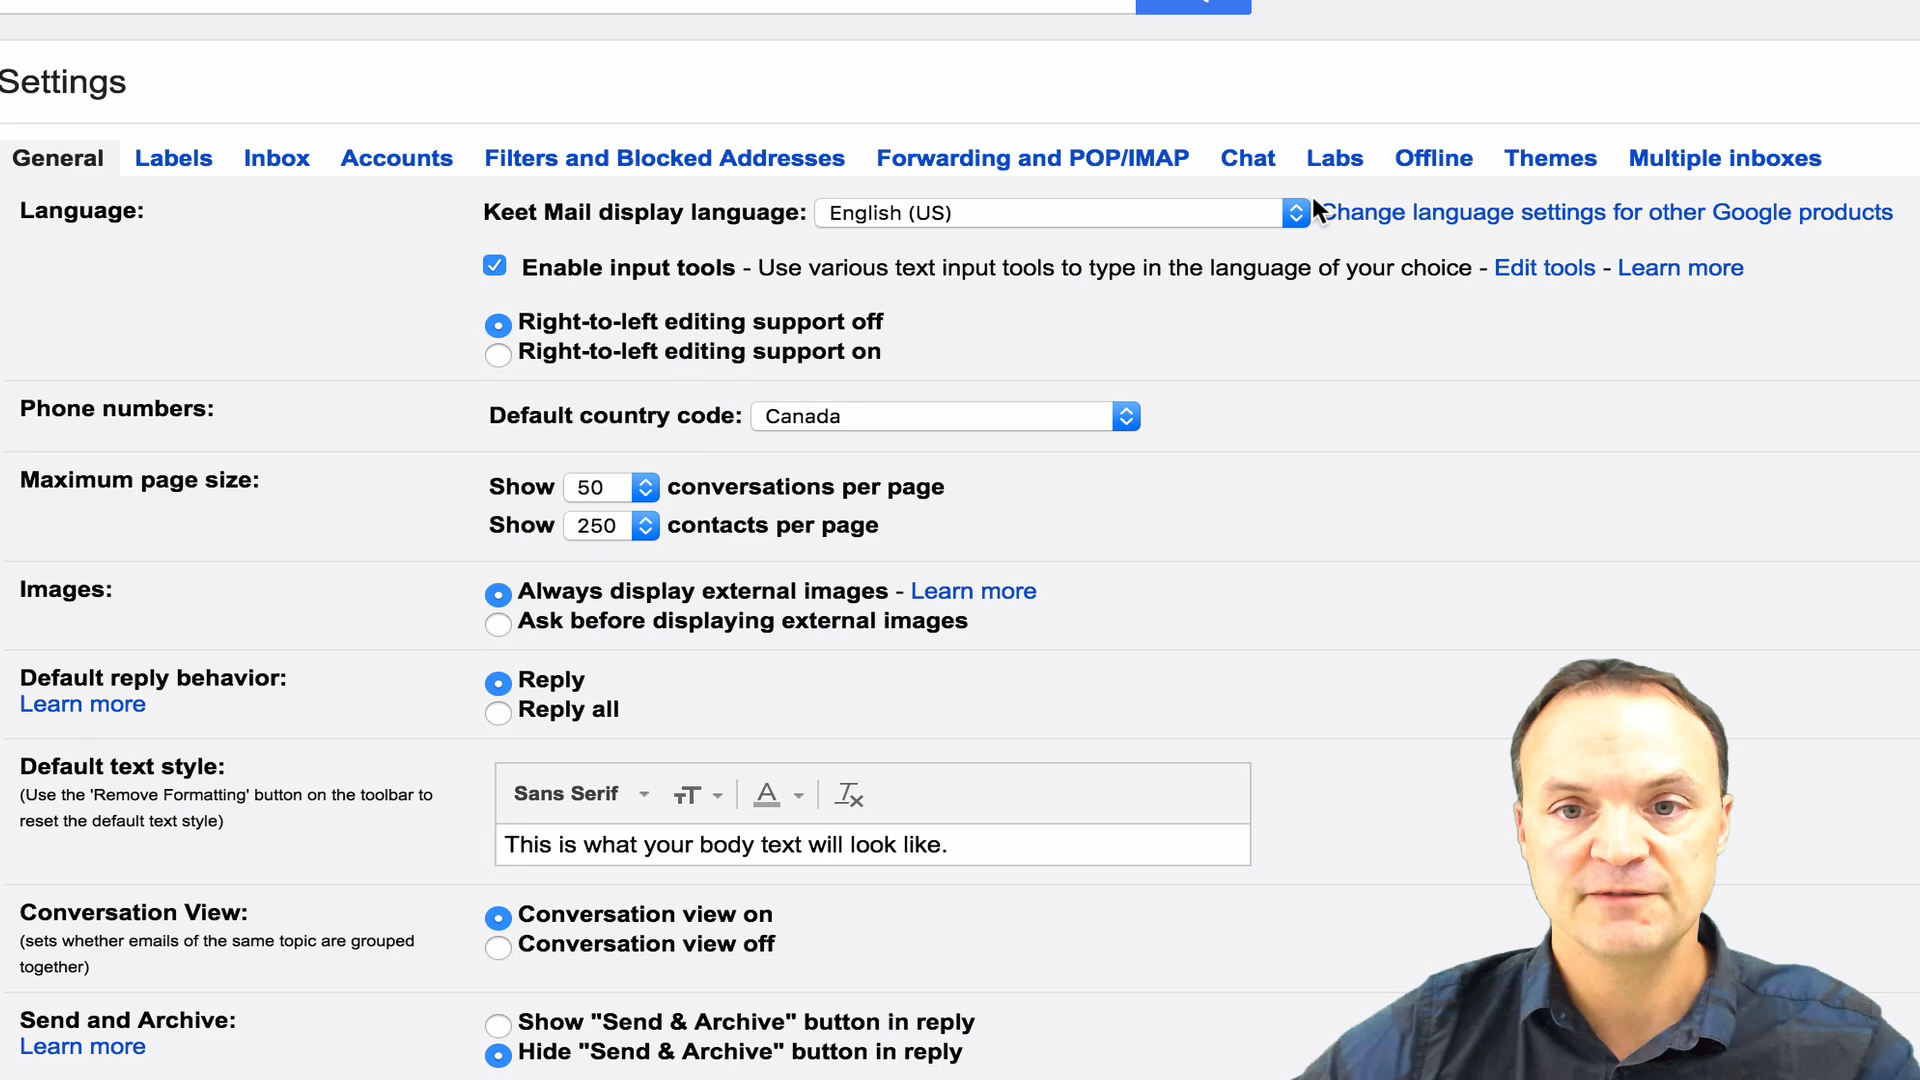 Settings
General Labels Inbox Accounts Filters and Blocked Addresses Forwarding and POP/IMAP Chat Labs Offline Themes Multiple inboxes
Language: Keet Mail display language: English (US) Change language settings for other Google products
Enable input tools - Use various text input tools to type in the language of your choice - Edit tools - Learn more
Right-to-left editing support off
Right-to-left editing support on
Phone numbers: Default country code: Canada
Maximum page size: Show 50 conversations per page
Show 250 contacts per page
Images: Always display external images - Learn more
Ask before displaying external images
Default reply behavior: Reply
Learn more
Reply all
Default text style:
(Use the 'Remove Formatting' button on the toolbar to
reset the default text style)
Sans Serif
This is what your body text will look like.
Conversation View: Conversation view on
(sets whether emails of the same topic are grouped
together)
Conversation view off
Send and Archive: Show "Send & Archive" button in reply
Learn more Hide "Send & Archive" button in reply